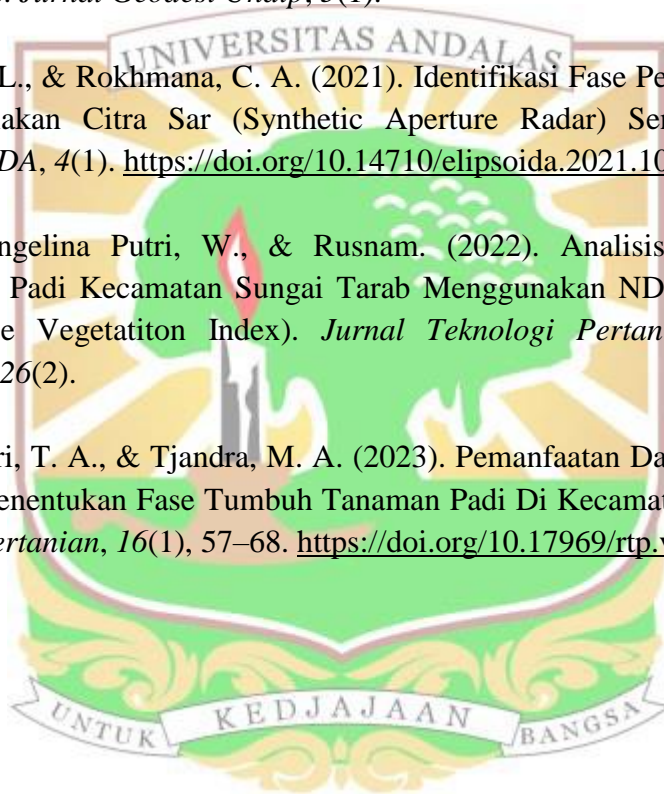 Jurnal Geodesi Undip, 5(1).
UNIVERSITAS ANDALAS
L., & Rokhmana, C. A. (2021). Identifikasi Fase Pe
akan Citra Sar (Synthetic Aperture Radar) Sen
DA, 4(1). https://doi.org/10.14710/elipsoida.2021.10
ngelina Putri, W., & Rusnam. (2022). Analisis
Padi Kecamatan Sungai Tarab Menggunakan ND
e Vegetatiton Index). Jurnal Teknologi Pertan
26(2).
ri, T. A., & Tjandra, M. A. (2023). Pemanfaatan Da
enentukan Fase Tumbuh Tanaman Padi Di Kecamat
ertanian, 16(1), 57–68. https://doi.org/10.17969/rtp.v
UNTUK KEDJAJAAN BANGSA